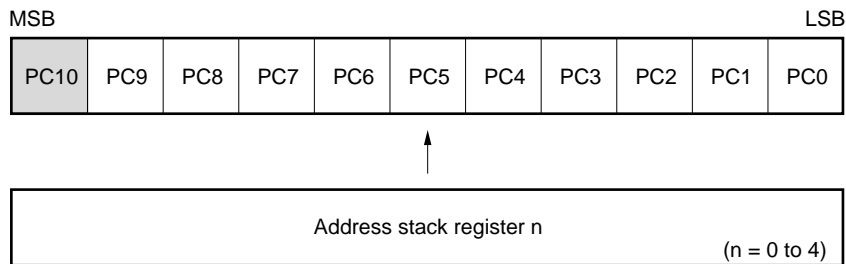 MSB LSB
PC10 PC9 PC8 PC7 PC6 PC5 PC4 PC3 PC2 PC1 PC0
Address stack register n
(n = 0 to 4)